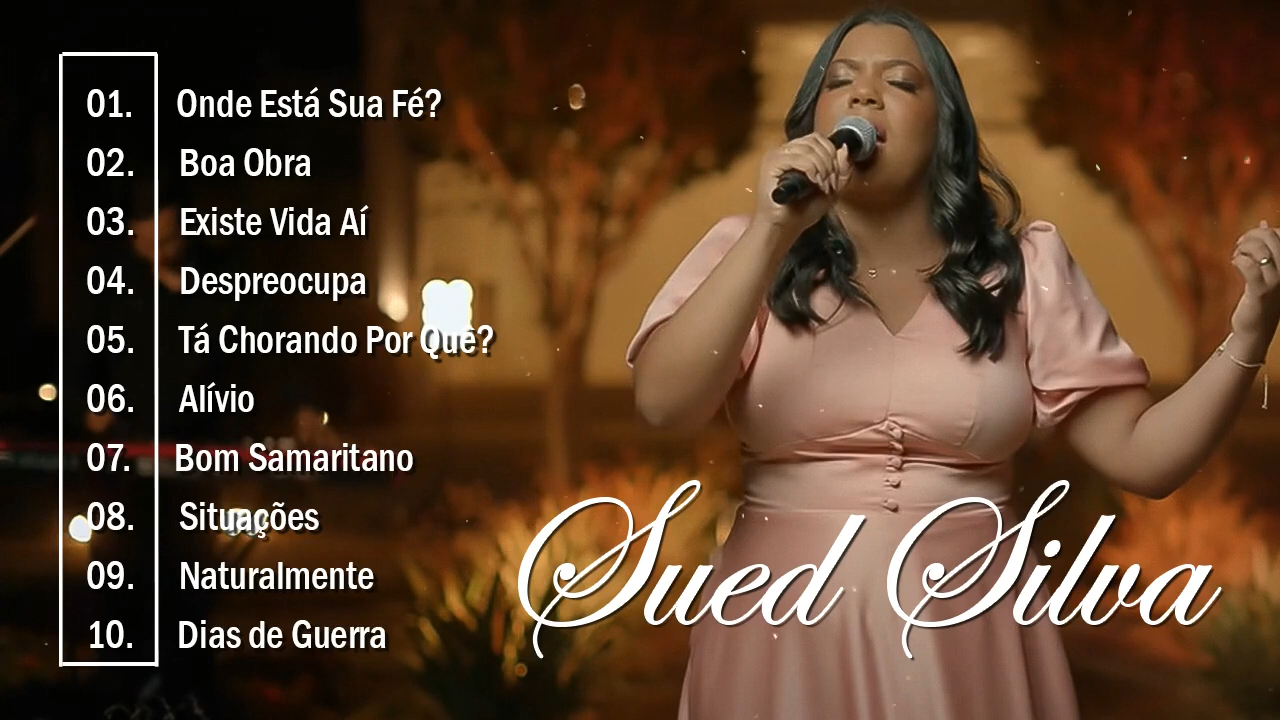 01. Onde Está Sua Fé?
02. Boa Obra
03. Existe Vida Aí
04. Despreocupa
05. Tá Chorando Por Quê?
06. Alívio
07. Bom Samaritano
08. Situações
09. Naturalmente
10. Dias de Guerra
Sued Silva